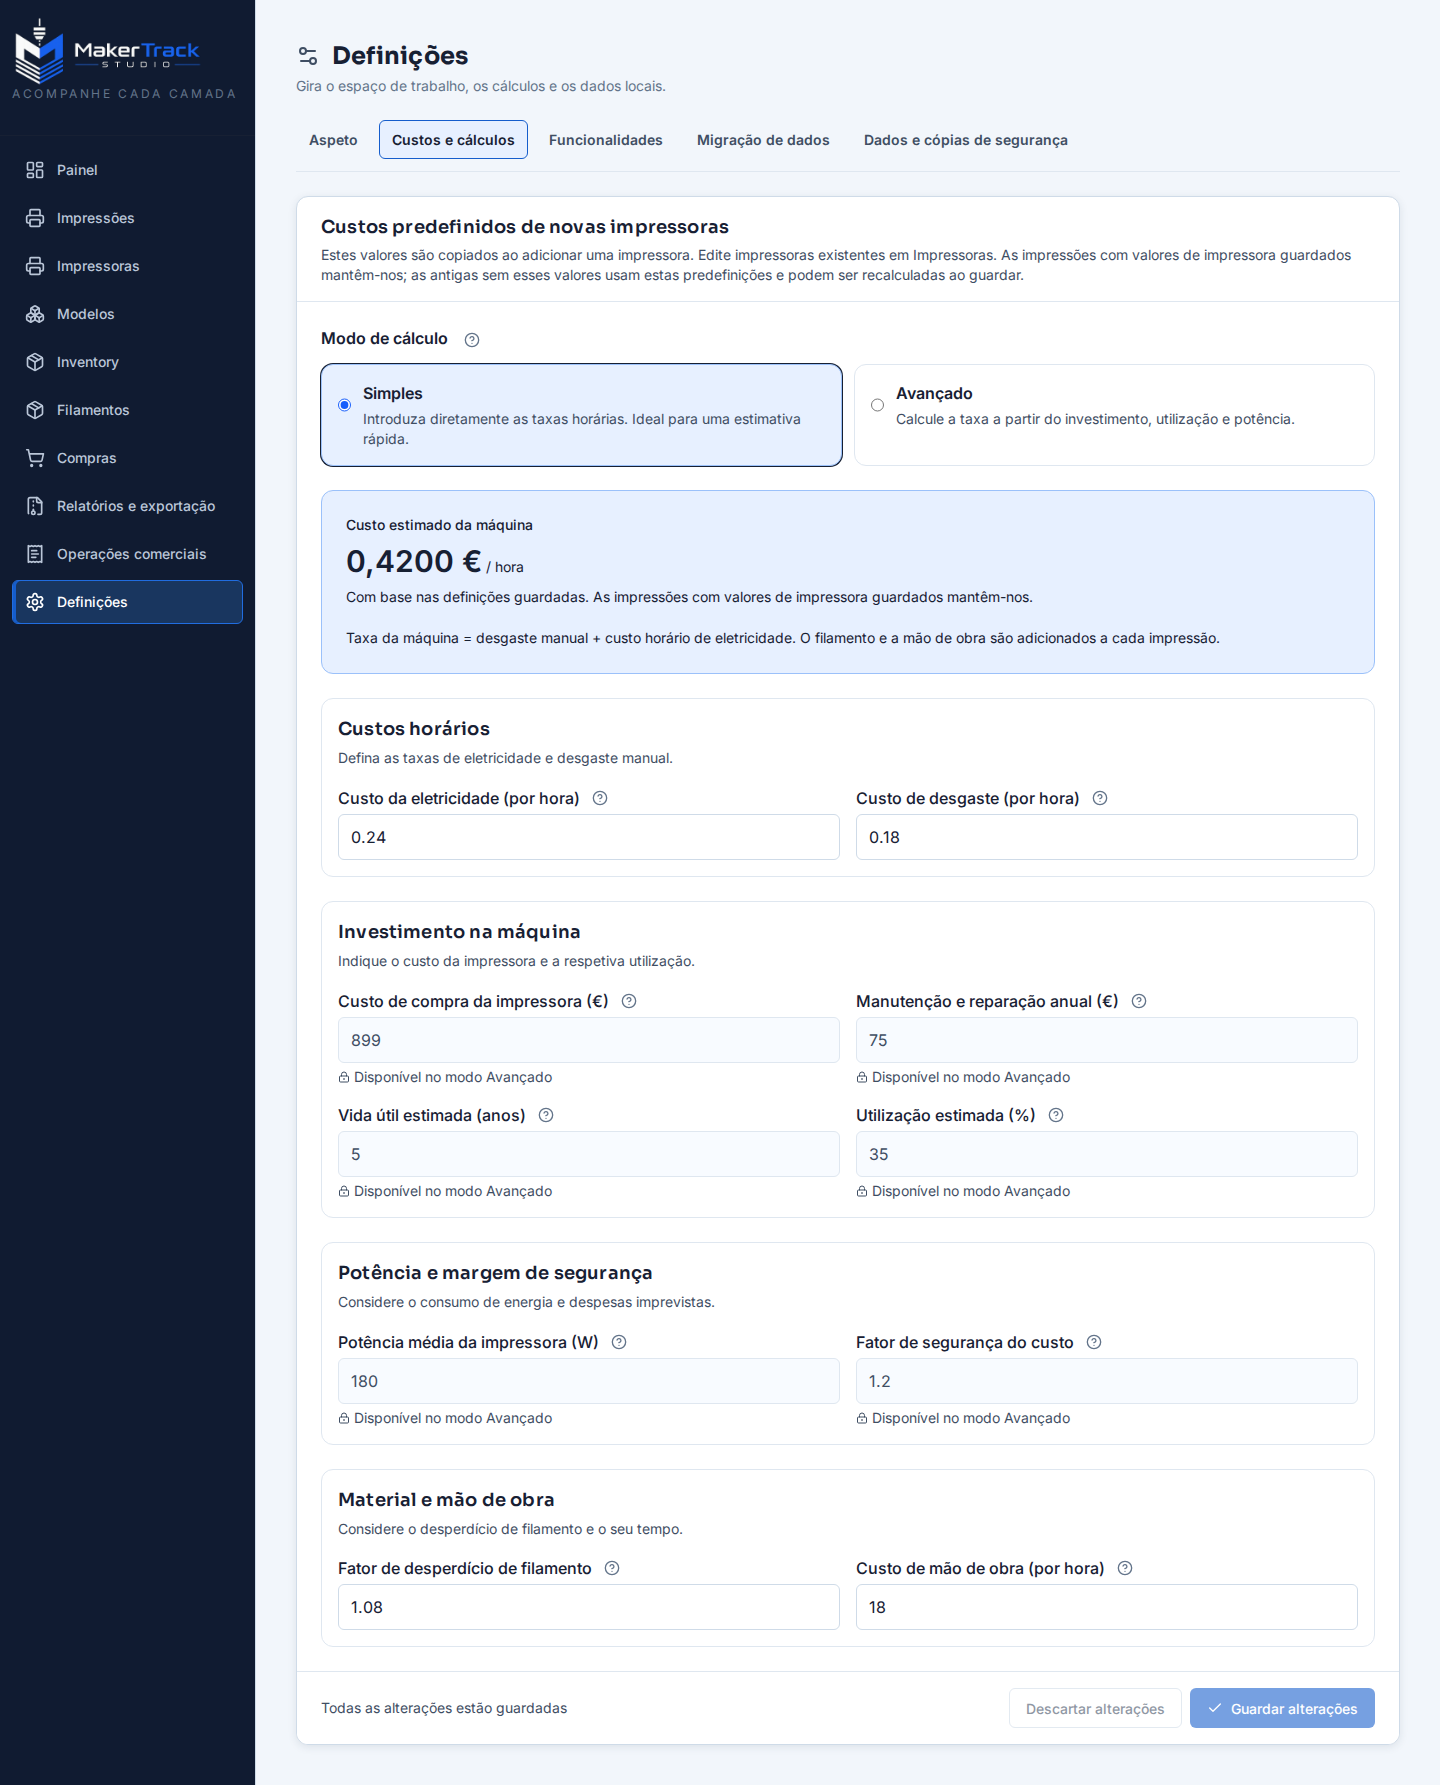 MakerTrack
STUDIO
ACOMPANHE CADA CAMADA
Painel
Impressões
Impressoras
Modelos
Inventory
Filamentos
Compras
Relatórios e exportação
Operações comerciais
Definições
Definições
Gira o espaço de trabalho, os cálculos e os dados locais.
Aspeto
Custos e cálculos
Funcionalidades
Migração de dados
Dados e cópias de segurança
Custos predefinidos de novas impressoras
Estes valores são copiados ao adicionar uma impressora. Edite impressoras existentes em Impressoras. As impressões com valores de impressora guardados
mantêm-nos; as antigas sem esses valores usam estas predefinições e podem ser recalculadas ao guardar.
Modo de cálculo
Simples
Introduza diretamente as taxas horárias. Ideal para uma estimativa
rápida.
Avançado
Calcule a taxa a partir do investimento, utilização e potência.
Custo estimado da máquina
0,4200 € / hora
Com base nas definições guardadas. As impressões com valores de impressora guardados mantêm-nos.
Taxa da máquina = desgaste manual + custo horário de eletricidade. O filamento e a mão de obra são adicionados a cada impressão.
Custos horários
Defina as taxas de eletricidade e desgaste manual.
Custo da eletricidade (por hora)
0.24
Custo de desgaste (por hora)
0.18
Investimento na máquina
Indique o custo da impressora e a respetiva utilização.
Custo de compra da impressora (€)
899
Disponível no modo Avançado
Manutenção e reparação anual (€)
75
Disponível no modo Avançado
Vida útil estimada (anos)
5
Disponível no modo Avançado
Utilização estimada (%)
35
Disponível no modo Avançado
Potência e margem de segurança
Considere o consumo de energia e despesas imprevistas.
Potência média da impressora (W)
180
Disponível no modo Avançado
Fator de segurança do custo
1.2
Disponível no modo Avançado
Material e mão de obra
Considere o desperdício de filamento e o seu tempo.
Fator de desperdício de filamento
1.08
Custo de mão de obra (por hora)
18
Todas as alterações estão guardadas
Descartar alterações
Guardar alterações